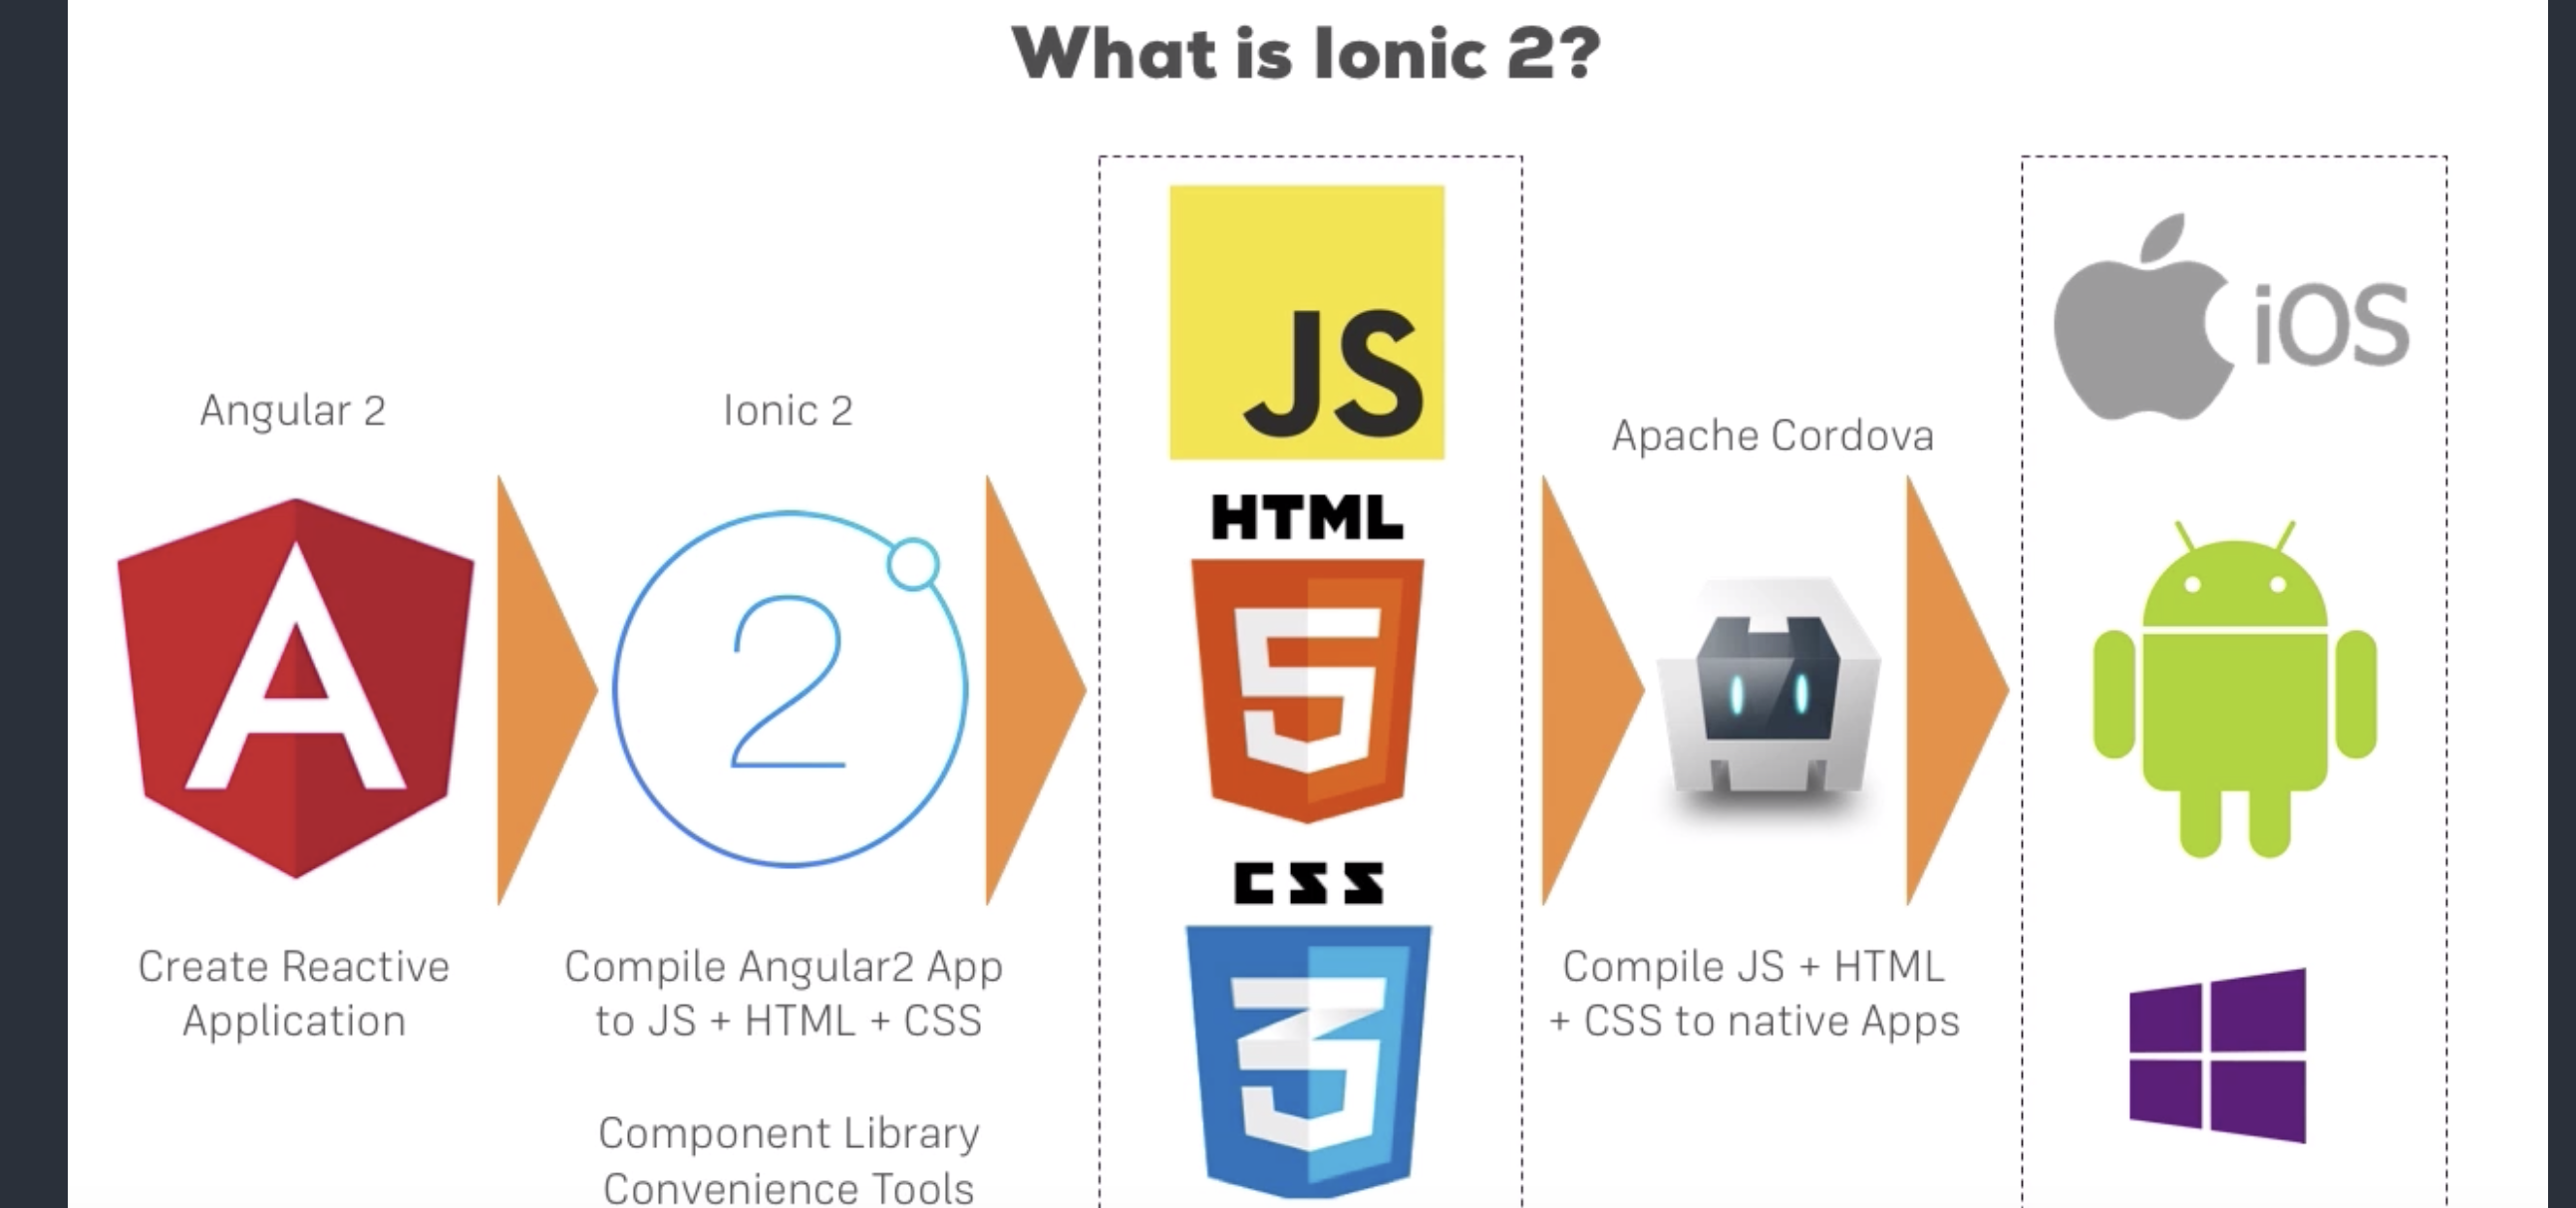 What is Ionic 2?
Angular 2
Create Reactive
Application
Ionic 2
2
Compile Angular2 App
to JS + HTML + CSS
Component Library
Convenience Tools
JS
HTML
5
CSS
3
Apache Cordova
Compile JS + HTML
+ CSS to native Apps
iOS